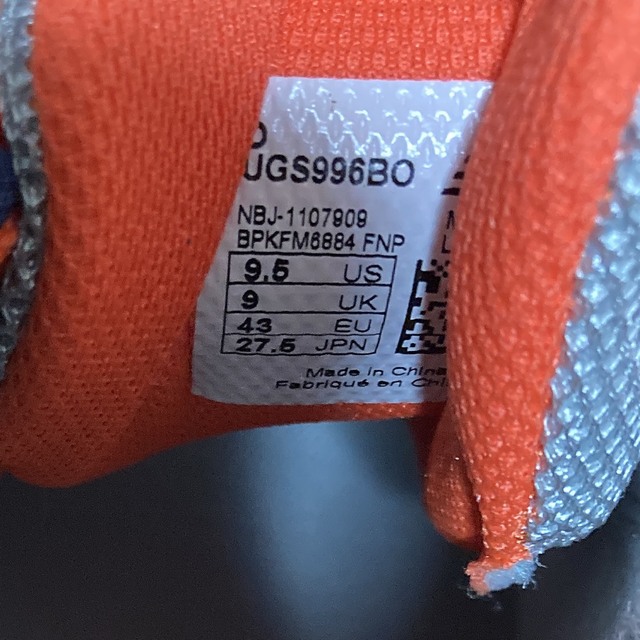 D
UGS996BO
NBJ-1107909
BPKFM6884 FNP
9.5 US
9 UK
43 EU
27.5 JPN
Made in China
Fabriqué en Chi